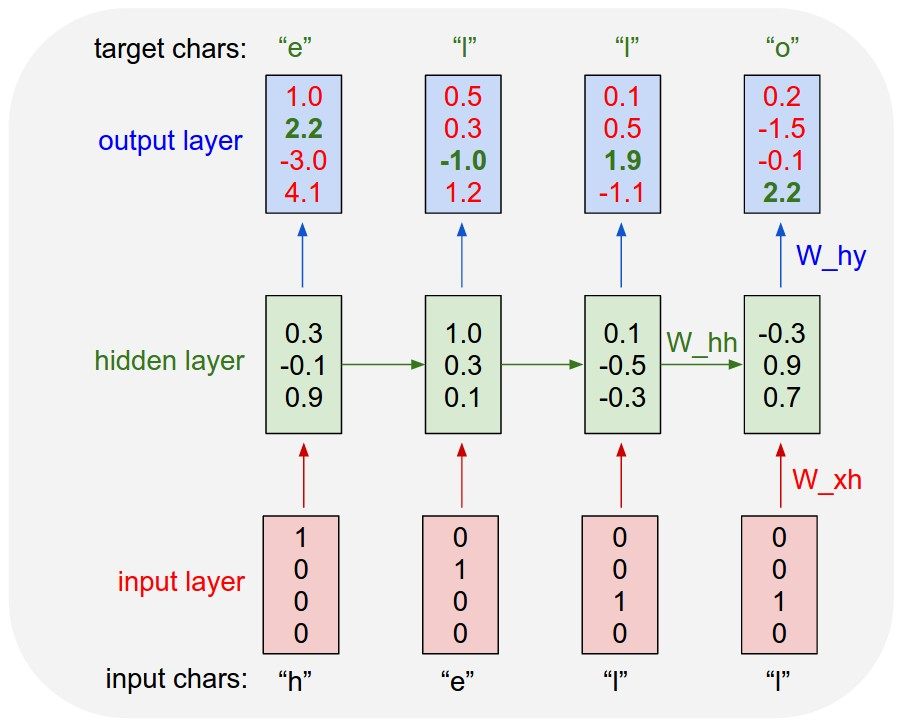 target chars: “e” “l” “l” “o”
output layer
1.0 0.5 0.1 0.2
2.2 0.3 0.5 -1.5
-3.0 -1.0 1.9 -0.1
4.1 1.2 -1.1 2.2
W_hy
hidden layer
0.3 1.0 0.1 -0.3
-0.1 0.3 -0.5 0.9
0.9 0.1 -0.3 0.7
W_hh
W_xh
input layer
1 0 0 0
0 1 0 0
0 0 1 1
0 0 0 0
input chars: “h” “e” “l” “l”